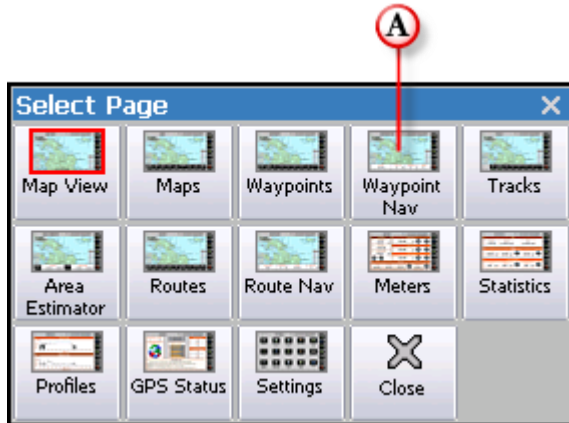 A
Select Page
Map View
Maps
Waypoints
Waypoint
Nav
Tracks
Area
Estimator
Routes
Route Nav
Meters
Statistics
Profiles
GPS Status
Settings
Close